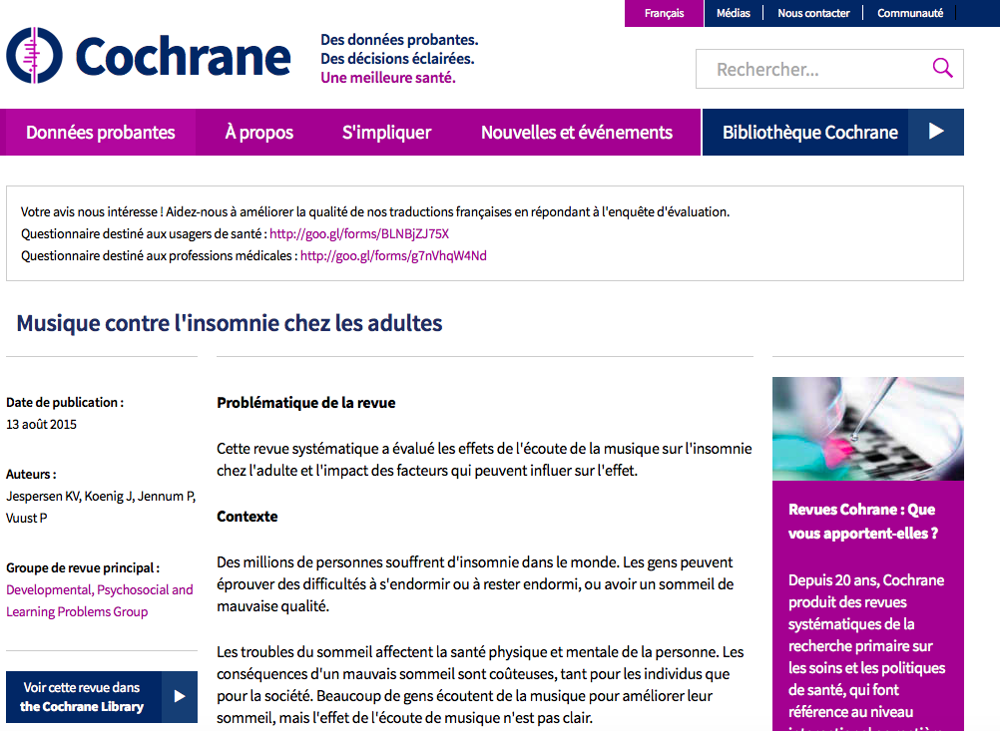 Français
Médias
Nous contacter
Communauté
Cochrane
Des données probantes.
Des décisions éclairées.
Une meilleure santé.
Rechercher...
Données probantes
À propos
S'impliquer
Nouvelles et événements
Bibliothèque Cochrane
Votre avis nous intéresse ! Aidez-nous à améliorer la qualité de nos traductions françaises en répondant à l'enquête d'évaluation.
Questionnaire destiné aux usagers de santé : http://goo.gl/forms/BLNBjZJ75X
Questionnaire destiné aux professions médicales : http://goo.gl/forms/g7nVhqW4Nd
Musique contre l'insomnie chez les adultes
Date de publication :
13 août 2015
Auteurs :
Jespersen KV, Koenig J, Jennum P,
Vuust P
Groupe de revue principal :
Developmental, Psychosocial and
Learning Problems Group
Voir cette revue dans
the Cochrane Library
Problématique de la revue
Cette revue systématique a évalué les effets de l'écoute de la musique sur l'insomnie
chez l'adulte et l'impact des facteurs qui peuvent influer sur l'effet.
Contexte
Des millions de personnes souffrent d'insomnie dans le monde. Les gens peuvent
éprouver des difficultés à s'endormir ou à rester endormi, ou avoir un sommeil de
mauvaise qualité.
Les troubles du sommeil affectent la santé physique et mentale de la personne. Les
conséquences d'un mauvais sommeil sont coûteuses, tant pour les individus que
pour la société. Beaucoup de gens écoutent de la musique pour améliorer leur
sommeil, mais l'effet de l'écoute de musique n'est pas clair.
Revues Cohrane : Que
vous apportent-elles ?
Depuis 20 ans, Cochrane
produit des revues
systématiques de la
recherche primaire sur
les soins et les politiques
de santé, qui font
référence au niveau